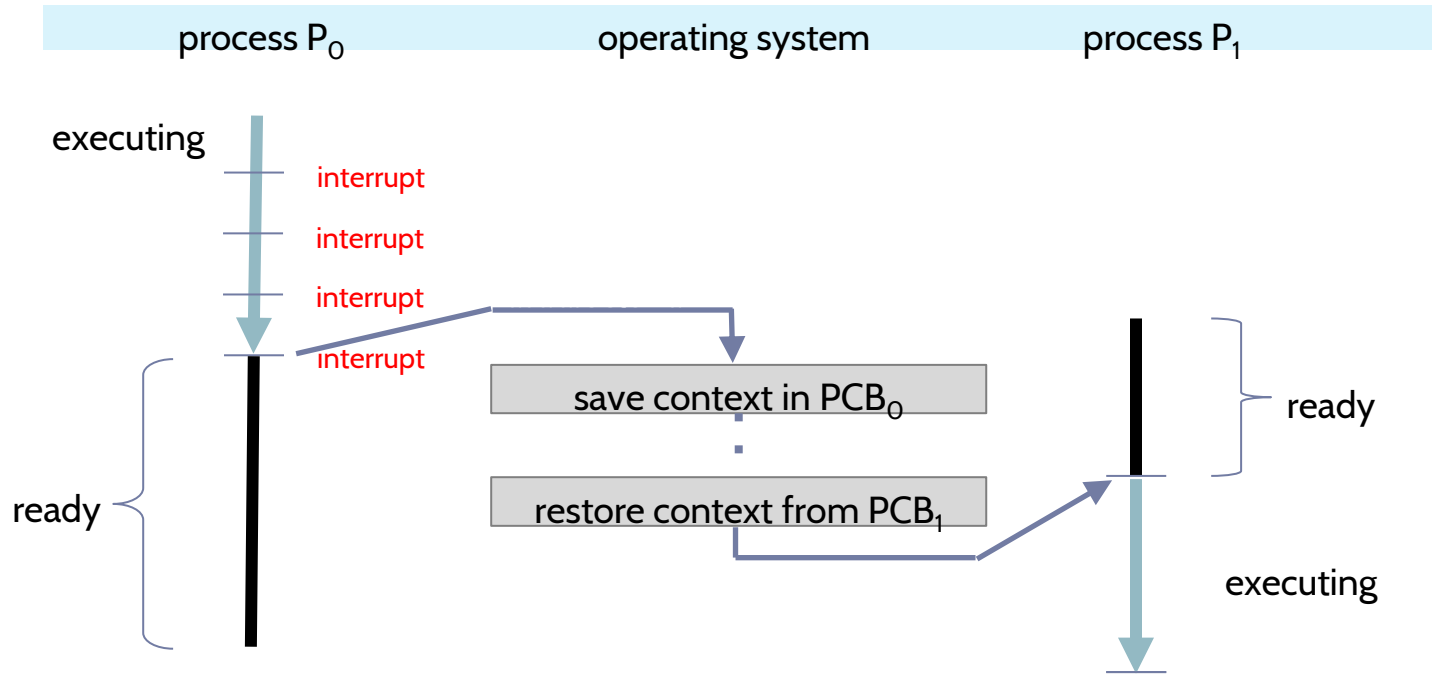 process P₀ operating system process P₁
executing
interrupt
interrupt
interrupt
interrupt
save context in PCB₀
ready
restore context from PCB₁
ready
executing